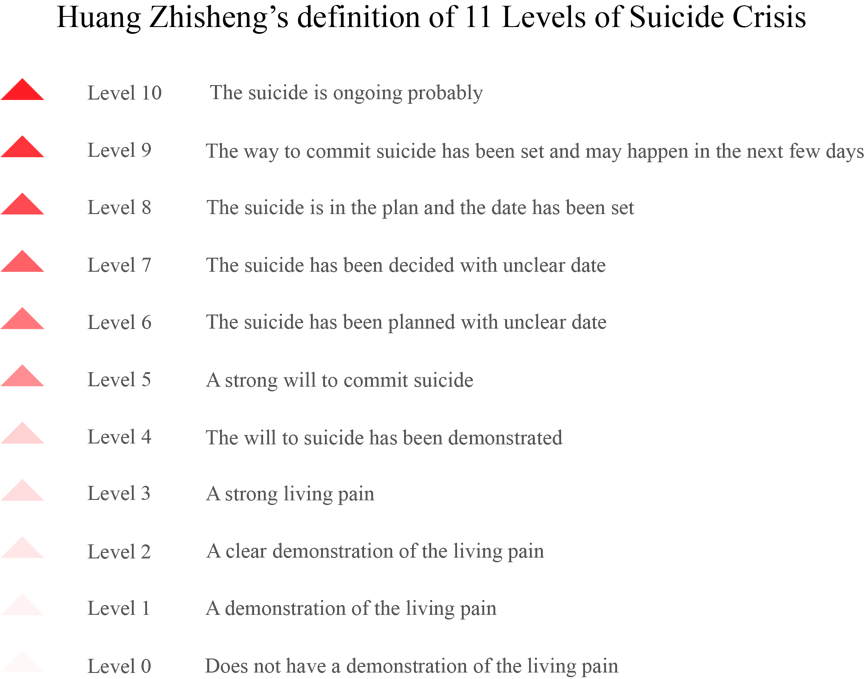 Huang Zhisheng’s definition of 11 Levels of Suicide Crisis
Level 10 The suicide is ongoing probably
Level 9 The way to commit suicide has been set and may happen in the next few days
Level 8 The suicide is in the plan and the date has been set
Level 7 The suicide has been decided with unclear date
Level 6 The suicide has been planned with unclear date
Level 5 A strong will to commit suicide
Level 4 The will to suicide has been demonstrated
Level 3 A strong living pain
Level 2 A clear demonstration of the living pain
Level 1 A demonstration of the living pain
Level 0 Does not have a demonstration of the living pain